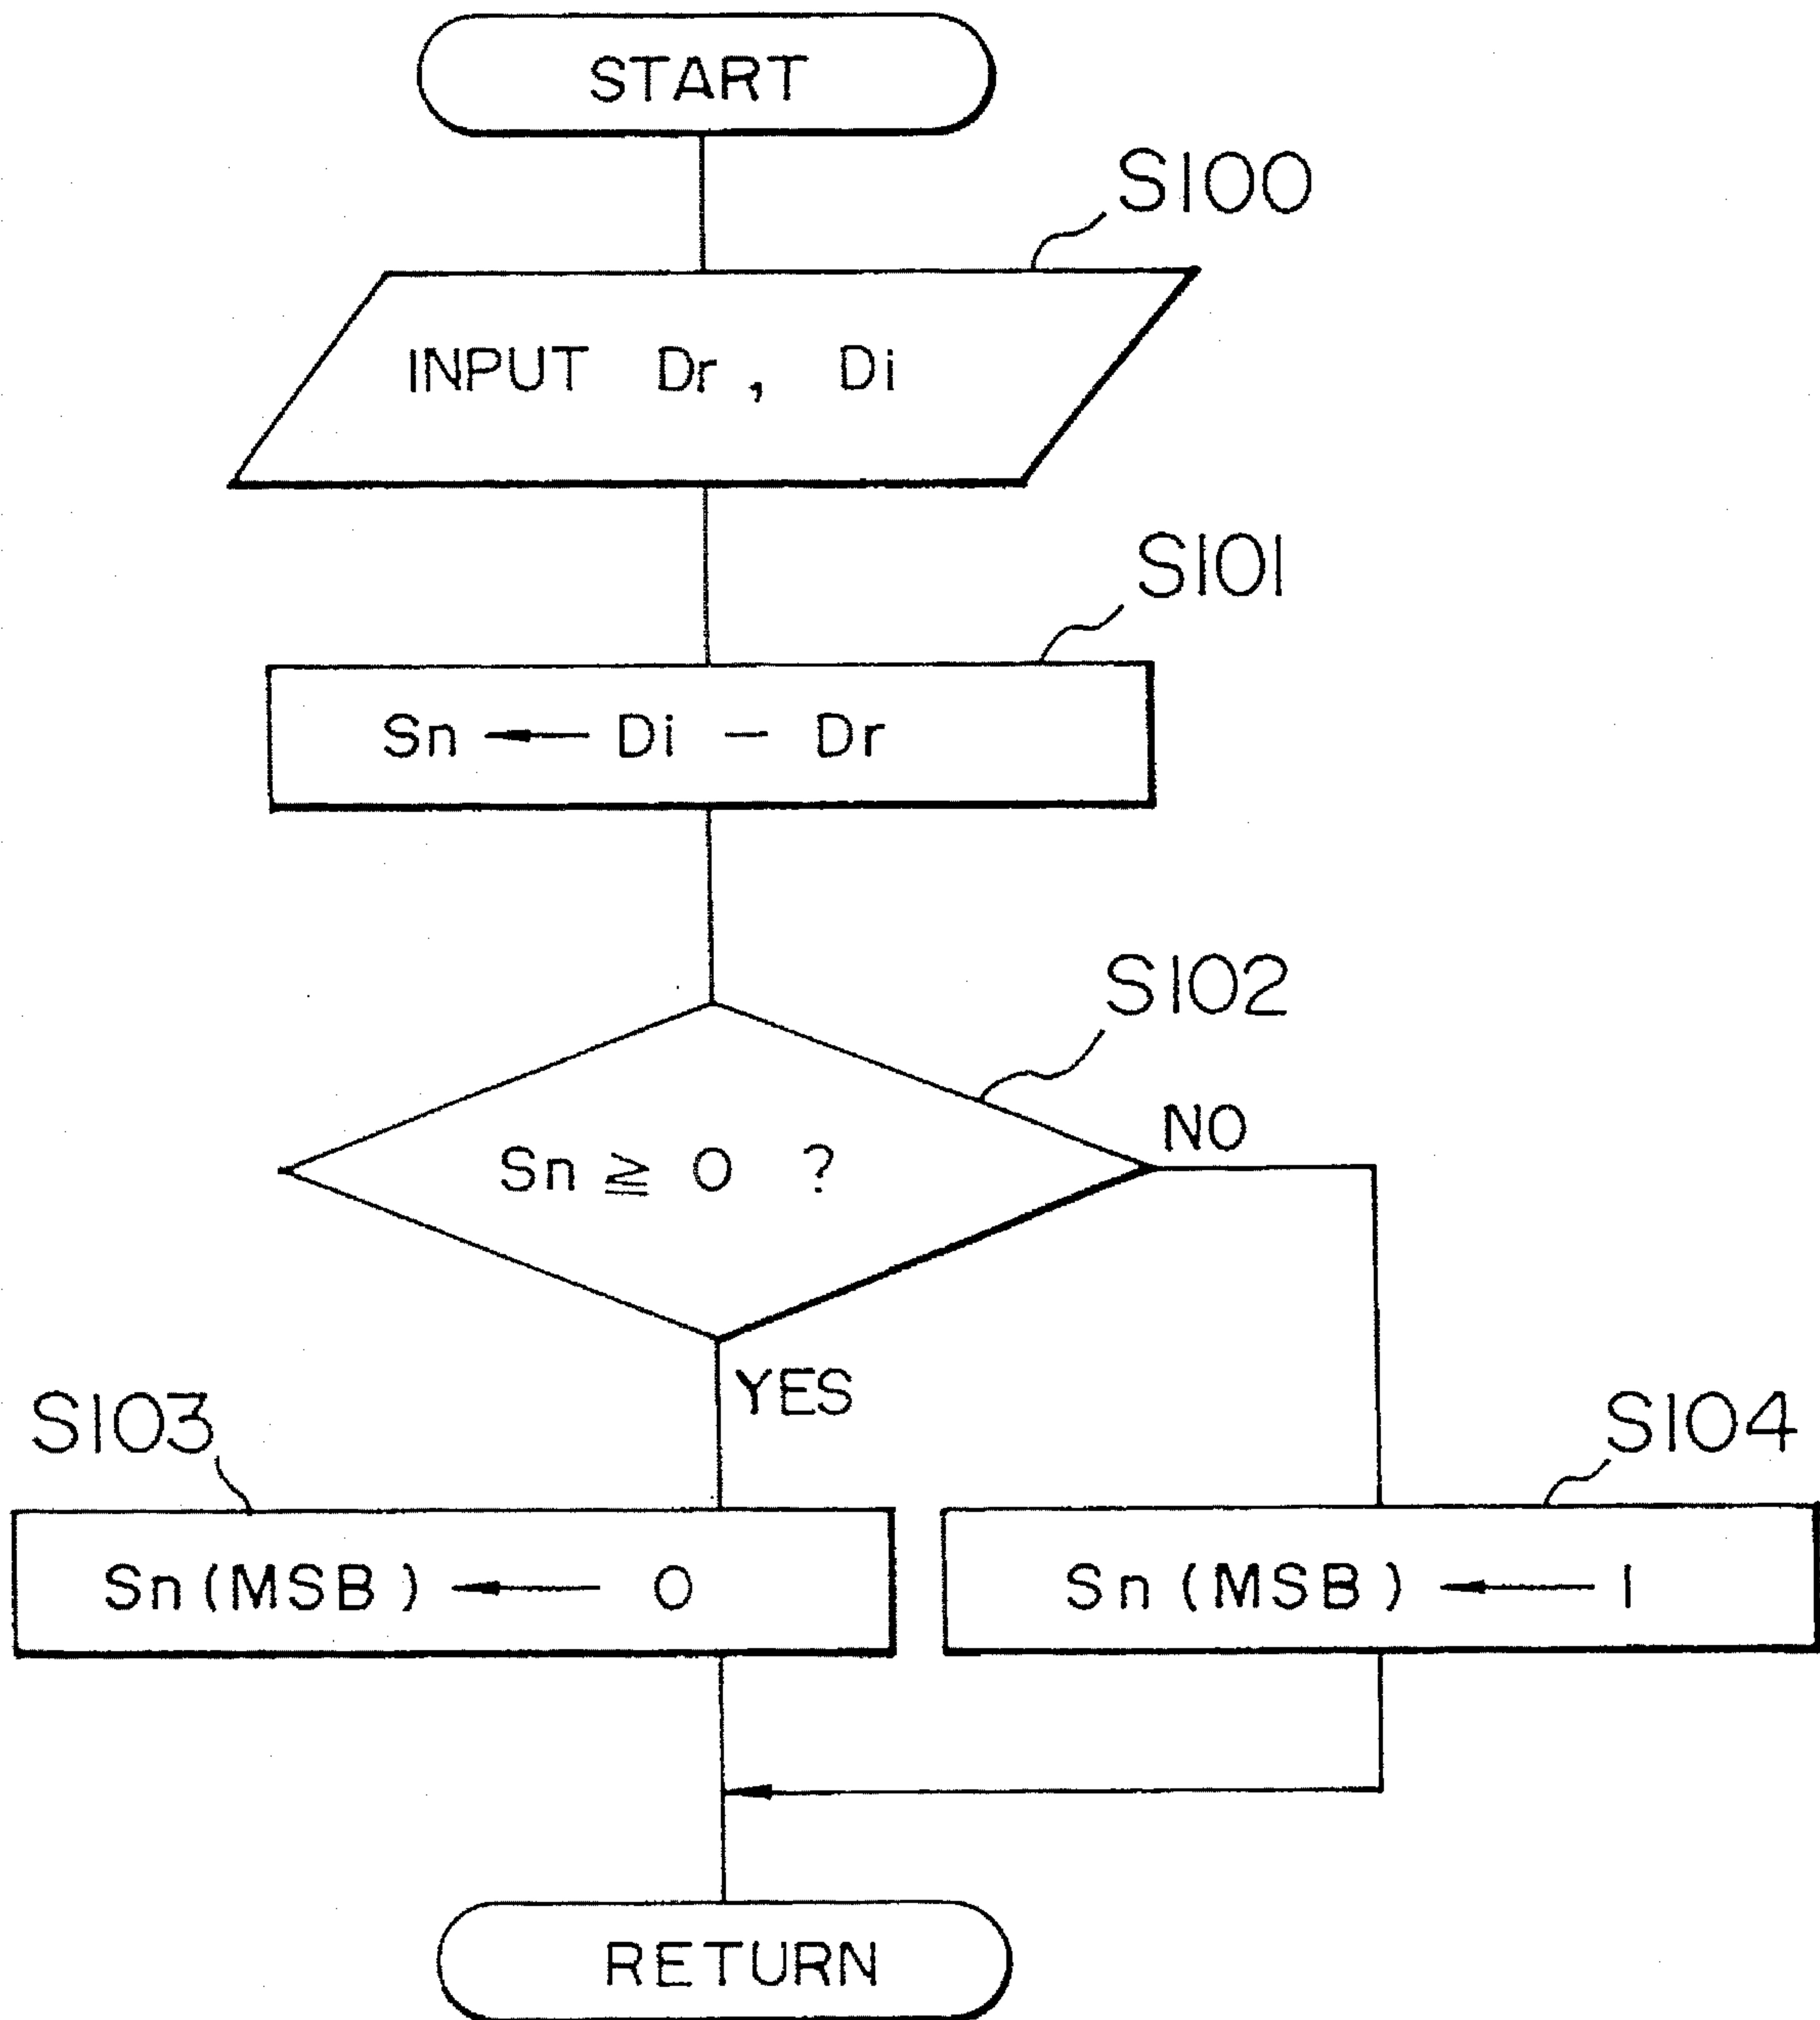 START
S100
INPUT Dr, Di
S101
Sn ← Di − Dr
S102
Sn ≧ 0 ?
NO
YES
S103
S104
Sn(MSB) ← 0
Sn(MSB) ← 1
RETURN